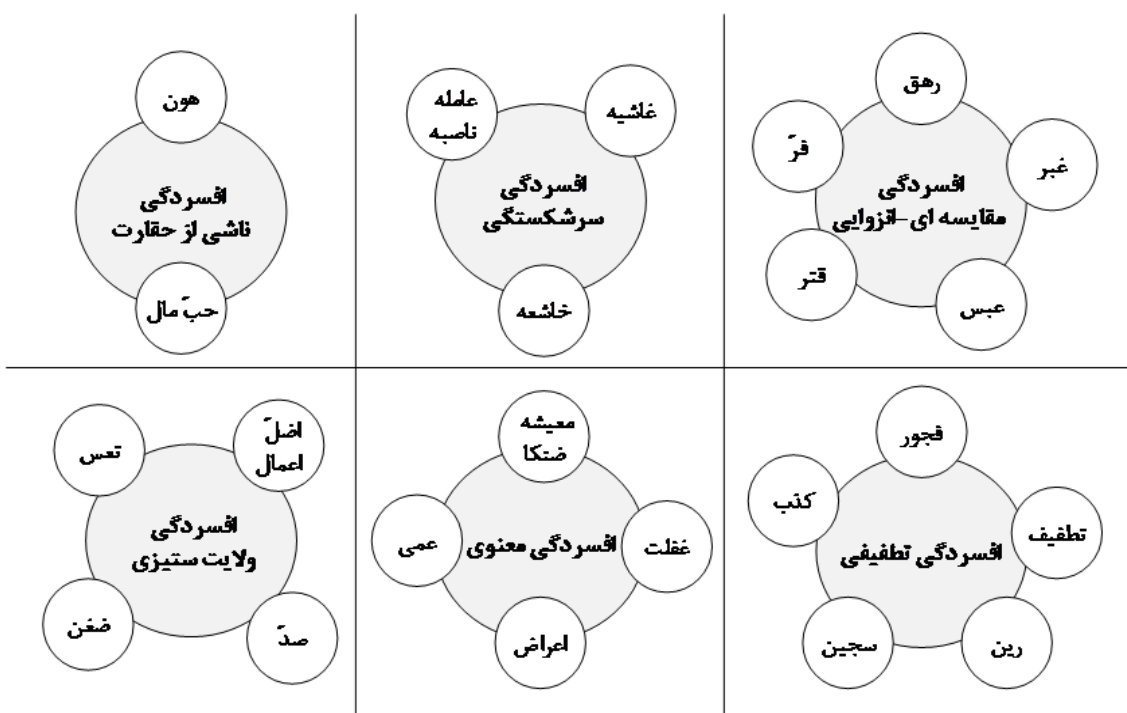 رهق
غبر
عبس
قتر
فرّ
افسردگی
مقایسه ای-انزوایی
غاشیه
عامله
ناصبه
خاشعه
افسردگی
سرشکستگی
هون
حبّ مال
افسردگی
ناشی از حقارت
فجور
تطفیف
رین
سجین
کذب
افسردگی تطفیفی
معیشه
ضنکا
غفلت
اعراض
عمی
افسردگی معنوی
اضلّ
اعمال
صدّ
ضغن
تعس
افسردگی
ولایت ستیزی